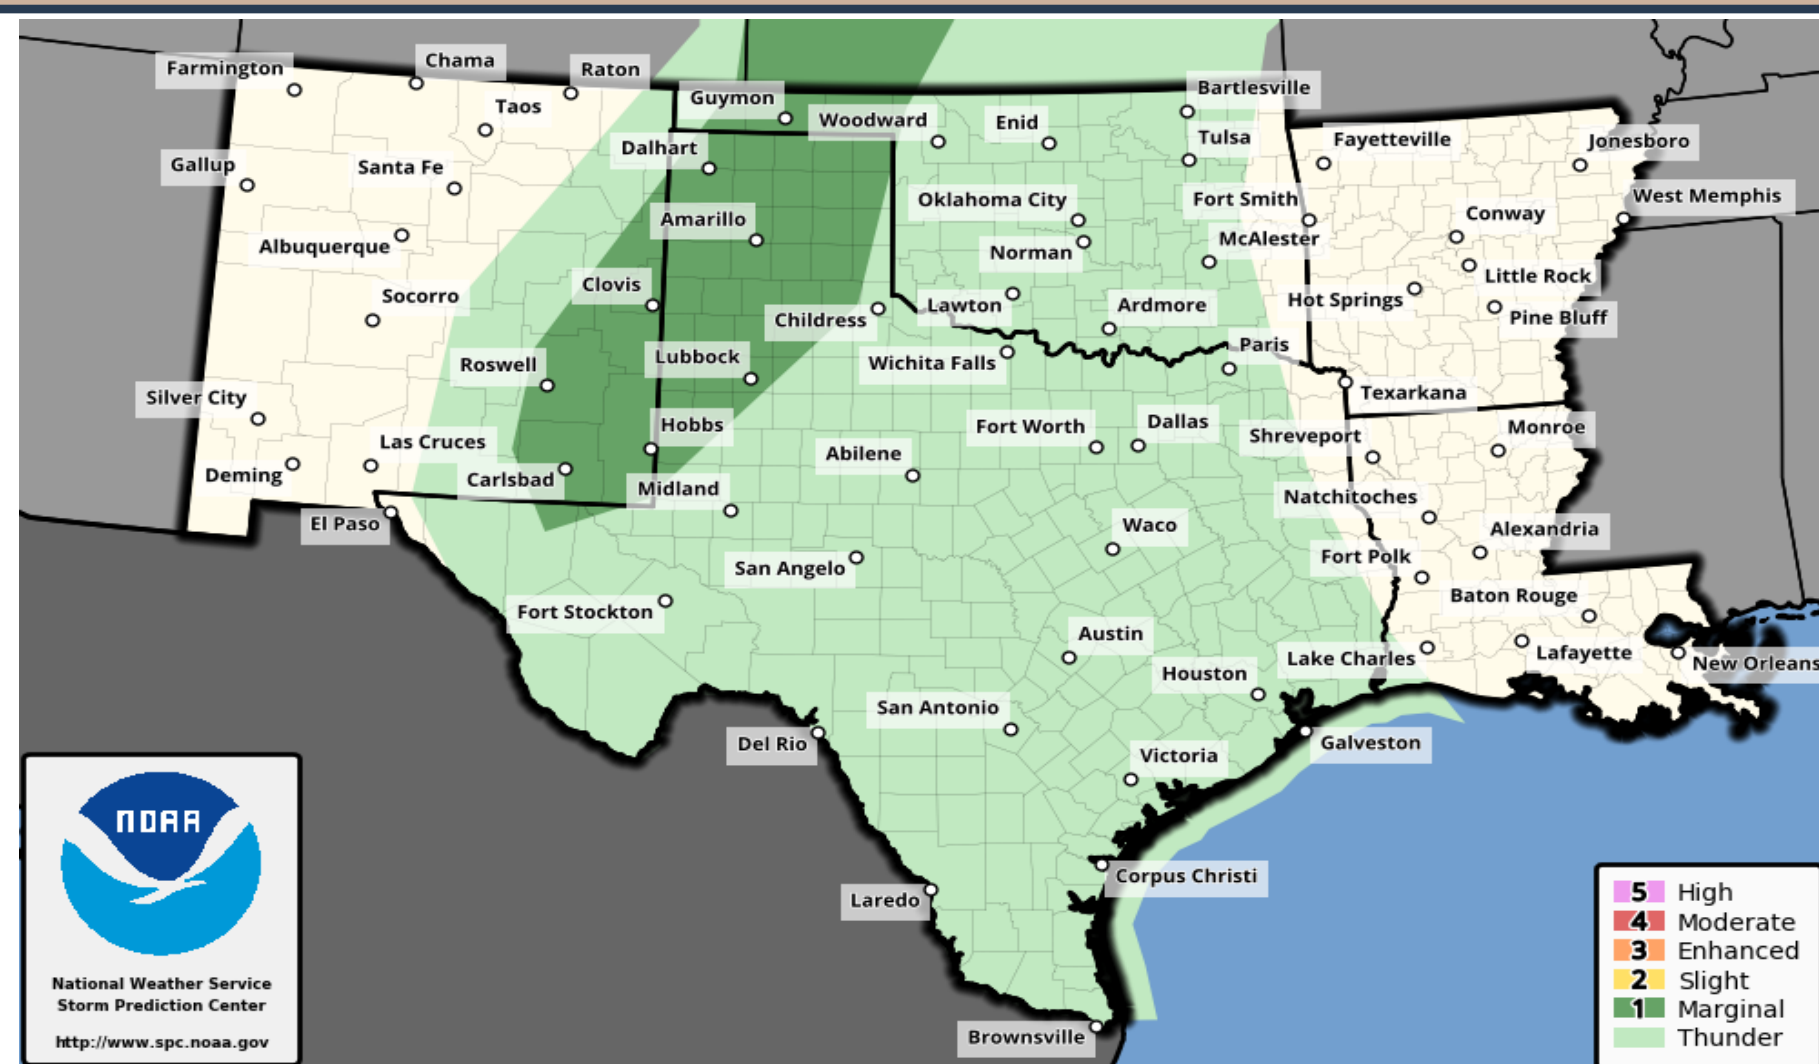 Farmington
Chama
Raton
Taos
Guymon
Woodward
Enid
Bartlesville
Tulsa
Fayetteville
Jonesboro
Gallup
Santa Fe
Dalhart
Amarillo
Oklahoma City
Norman
Fort Smith
McAlester
Conway
West Memphis
Albuquerque
Socorro
Clovis
Childress
Lawton
Ardmore
Hot Springs
Little Rock
Pine Bluff
Roswell
Lubbock
Wichita Falls
Paris
Texarkana
Silver City
Las Cruces
Hobbs
Abilene
Fort Worth
Dallas
Shreveport
Monroe
Deming
Carlsbad
Midland
Natchitoches
Alexandria
El Paso
San Angelo
Waco
Fort Polk
Baton Rouge
Fort Stockton
Austin
Houston
Lake Charles
Lafayette
New Orleans
San Antonio
Del Rio
Victoria
Galveston
Laredo
Corpus Christi
Brownsville
NOAA
National Weather Service
Storm Prediction Center
http://www.spc.noaa.gov
5 High
4 Moderate
3 Enhanced
2 Slight
1 Marginal
Thunder